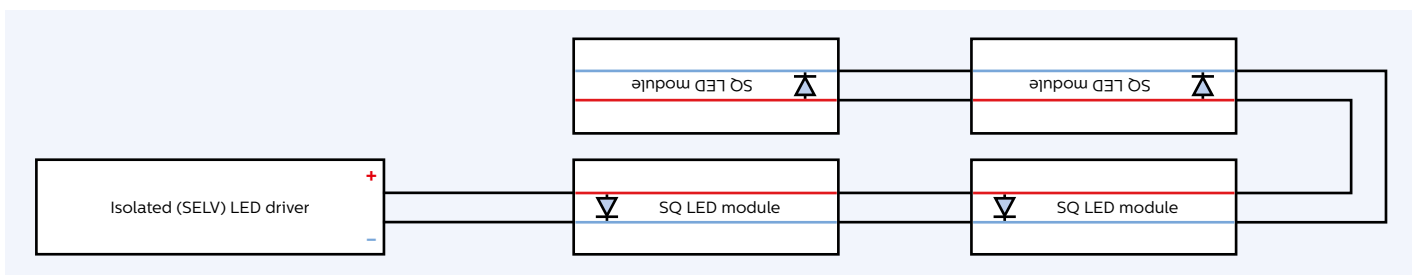 SQ LED module
SQ LED module
+
Isolated (SELV) LED driver
SQ LED module
SQ LED module
–